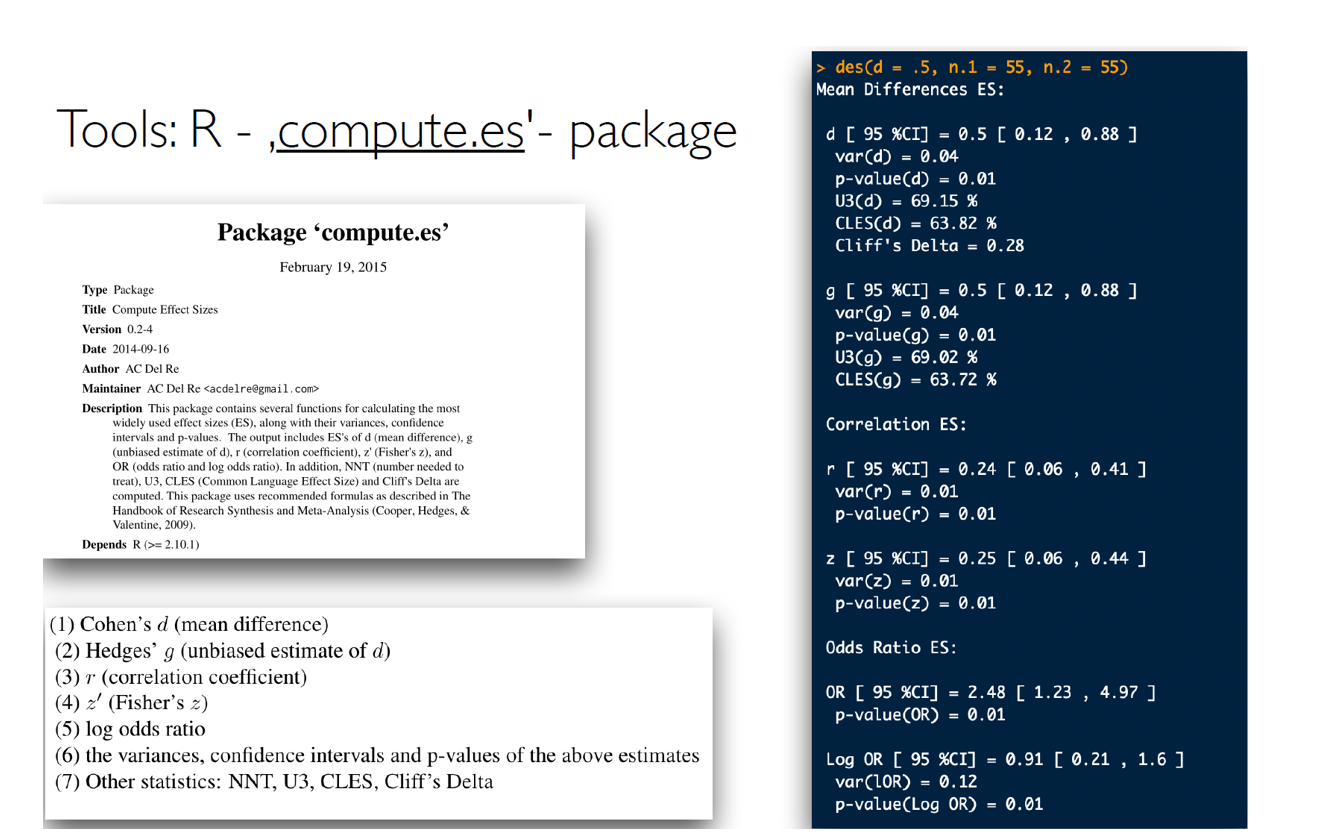 Tools: R - ‚compute.es'- package
Package ‘compute.es’
February 19, 2015
Type Package
Title Compute Effect Sizes
Version 0.2-4
Date 2014-09-16
Author AC Del Re
Maintainer AC Del Re <acdelre@gmail.com>
Description This package contains several functions for calculating the most
widely used effect sizes (ES), along with their variances, confidence
intervals and p-values. The output includes ES's of d (mean difference), g
(unbiased estimate of d), r (correlation coefficient), z' (Fisher's z), and
OR (odds ratio and log odds ratio). In addition, NNT (number needed to
treat), U3, CLES (Common Language Effect Size) and Cliff's Delta are
computed. This package uses recommended formulas as described in The
Handbook of Research Synthesis and Meta-Analysis (Cooper, Hedges, &
Valentine, 2009).
Depends R (>= 2.10.1)
(1) Cohen's d (mean difference)
(2) Hedges' g (unbiased estimate of d)
(3) r (correlation coefficient)
(4) z′ (Fisher's z)
(5) log odds ratio
(6) the variances, confidence intervals and p-values of the above estimates
(7) Other statistics: NNT, U3, CLES, Cliff's Delta
> des(d = .5, n.1 = 55, n.2 = 55)
Mean Differences ES:
d [ 95 %CI] = 0.5 [ 0.12 , 0.88 ]
var(d) = 0.04
p-value(d) = 0.01
U3(d) = 69.15 %
CLES(d) = 63.82 %
Cliff's Delta = 0.28
g [ 95 %CI] = 0.5 [ 0.12 , 0.88 ]
var(g) = 0.04
p-value(g) = 0.01
U3(g) = 69.02 %
CLES(g) = 63.72 %
Correlation ES:
r [ 95 %CI] = 0.24 [ 0.06 , 0.41 ]
var(r) = 0.01
p-value(r) = 0.01
z [ 95 %CI] = 0.25 [ 0.06 , 0.44 ]
var(z) = 0.01
p-value(z) = 0.01
Odds Ratio ES:
OR [ 95 %CI] = 2.48 [ 1.23 , 4.97 ]
p-value(OR) = 0.01
Log OR [ 95 %CI] = 0.91 [ 0.21 , 1.6 ]
var(lOR) = 0.12
p-value(Log OR) = 0.01